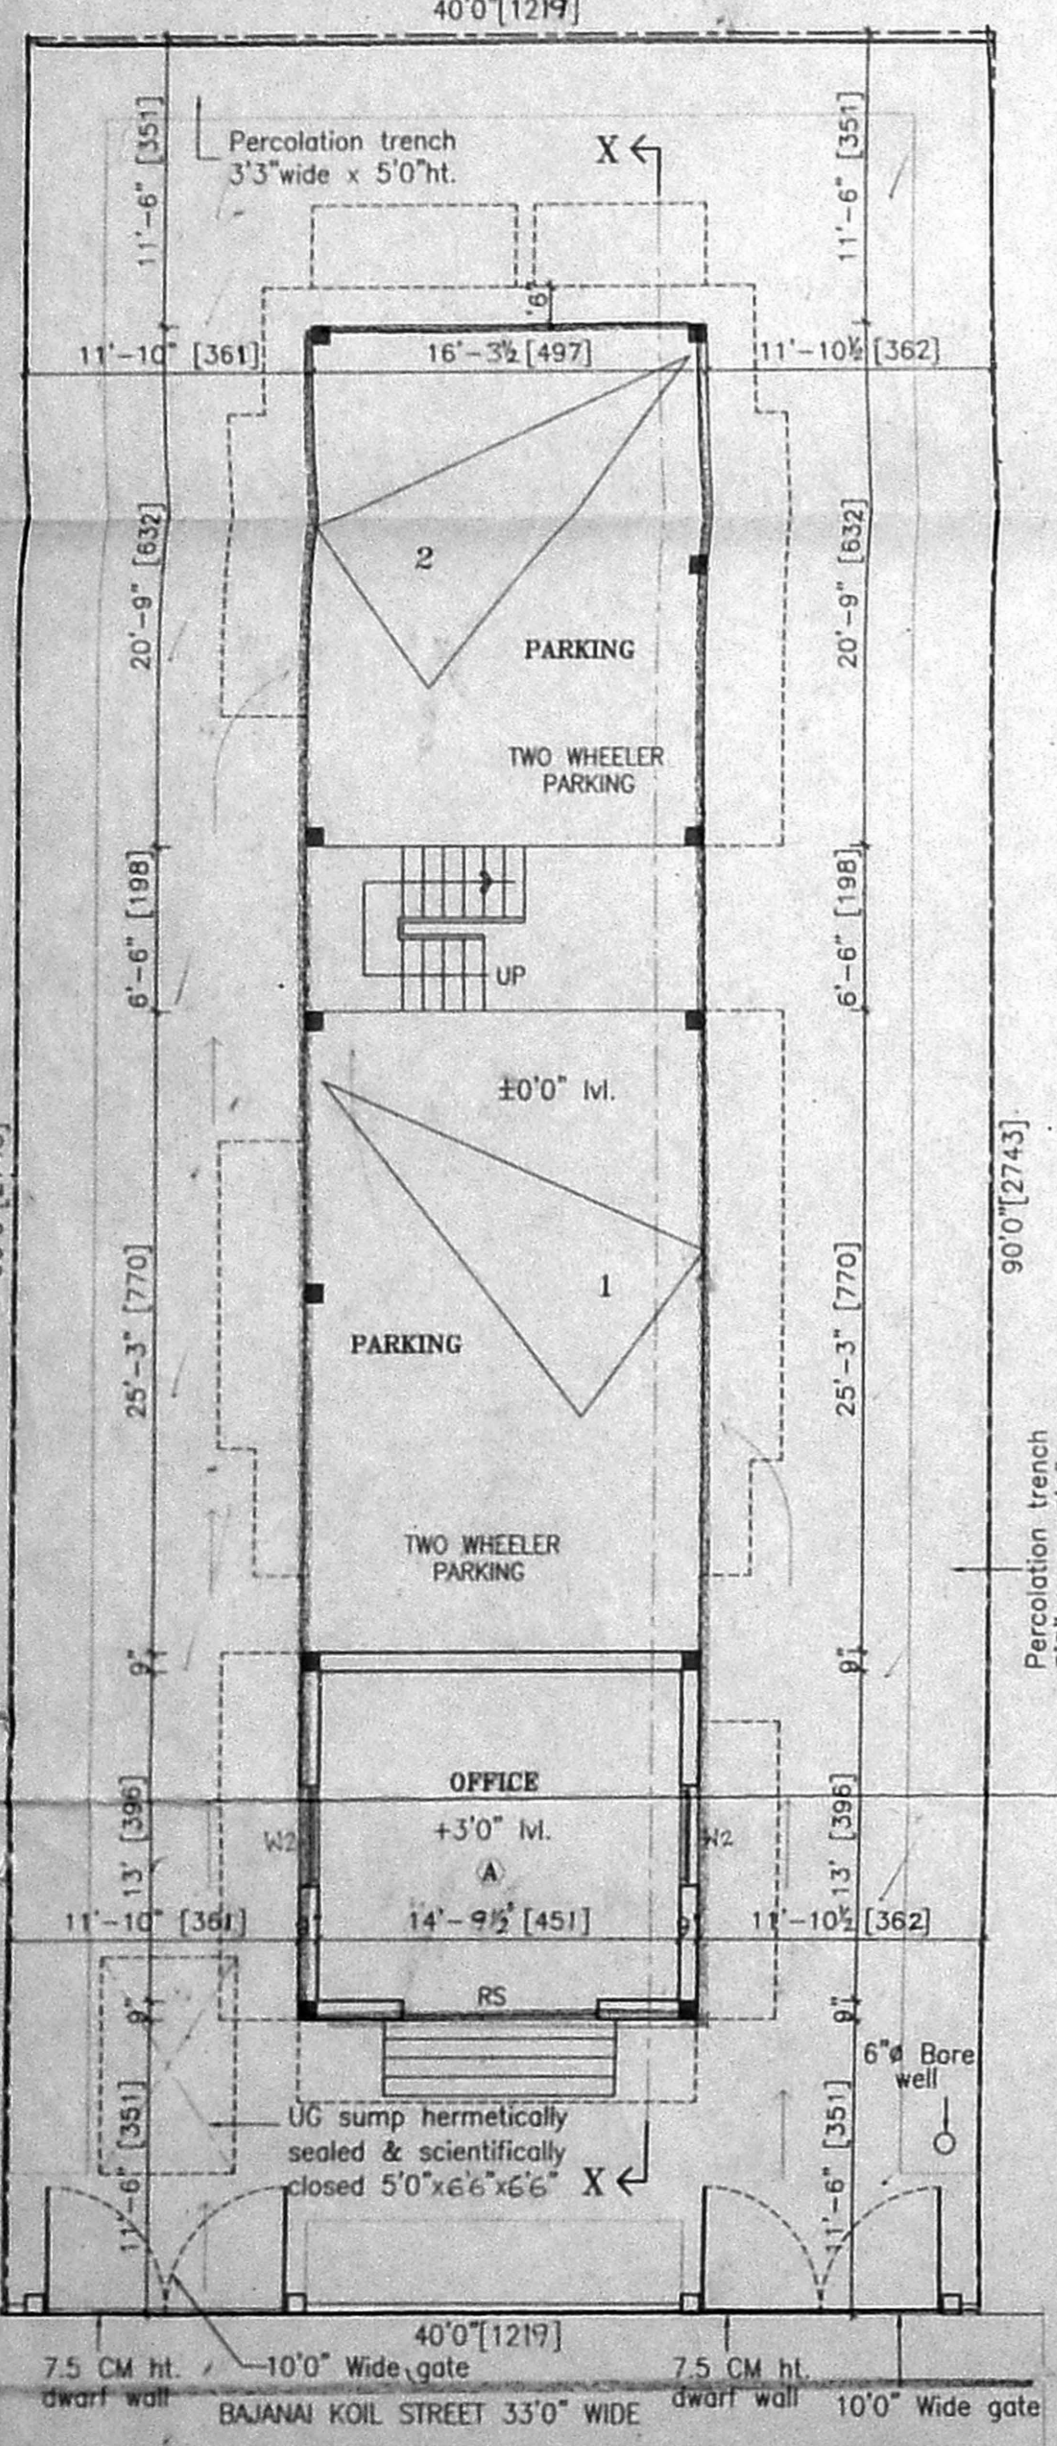 40'0"[1219]
11'-6" [351]
11'-6" [351]
Percolation trench
3'3"wide x 5'0"ht.
X
9"
11'-10" [361]
16'-3½ [497]
11'-10½ [362]
20'-9" [632]
20'-9" [632]
2
PARKING
TWO WHEELER
PARKING
6'-6" [198]
6'-6" [198]
UP
±0'0" lvl.
90'0"[2743]
25'-3" [770]
25'-3" [770]
1
PARKING
Percolation trench
TWO WHEELER
PARKING
9"
9"
OFFICE
13' [396]
13' [396]
+3'0" lvl.
W2
W2
A
11'-10" [361]
9"
14'-9½" [451]
9"
11'-10½ [362]
RS
9"
9"
6"ø Bore
well
11'-6" [351]
11'-6" [351]
UG sump hermetically
sealed & scientifically
closed 5'0"x6'6"x6'6"
X
40'0"[1219]
7.5 CM ht.
dwarf wall
10'0" Wide gate
7.5 CM ht.
dwarf wall
10'0" Wide gate
BAJANAI KOIL STREET 33'0" WIDE